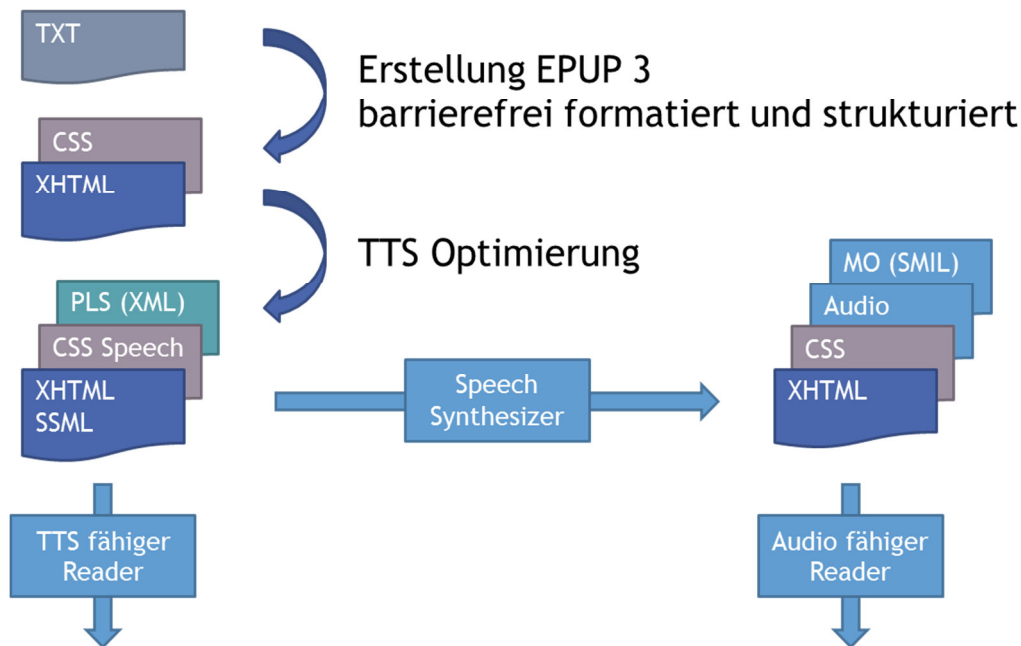 TXT
Erstellung EPUP 3
barrierefrei formatiert und strukturiert
CSS
XHTML
TTS Optimierung
PLS (XML)
CSS Speech
XHTML
SSML
Speech
Synthesizer
MO (SMIL)
Audio
CSS
XHTML
TTS fähiger
Reader
Audio fähiger
Reader